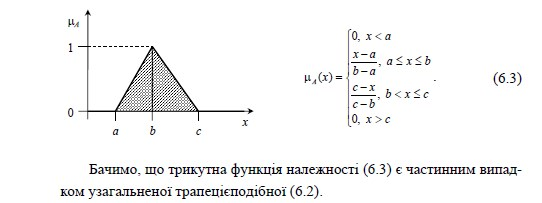 μA
1
0
a b c x
μA(x) = { 0, x < a
(x−a)/(b−a), a ≤ x ≤ b
(c−x)/(c−b), b < x ≤ c
0, x > c . (6.3)
Бачимо, що трикутна функція належності (6.3) є частинним випад-
ком узагальненої трапецієподібної (6.2).